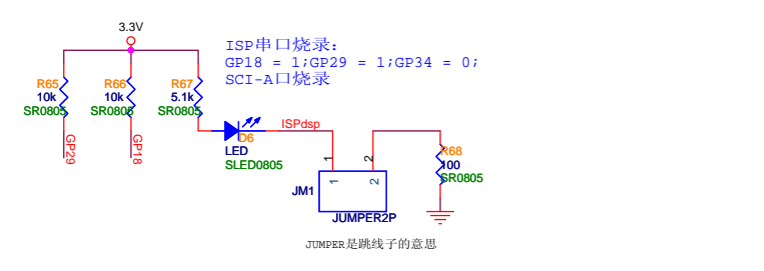 3.3V
ISP串口烧录:
GP18 = 1;GP29 = 1;GP34 = 0;
SCI-A口烧录
R65
10k
SR0805
R66
10k
SR0805
R67
5.1k
SR0805
GP29
GP18
D6
LED
SLED0805
ISPdsp
1
2
1
2
JM1
JUMPER2P
R68
100
SR0805
JUMPER是跳线子的意思